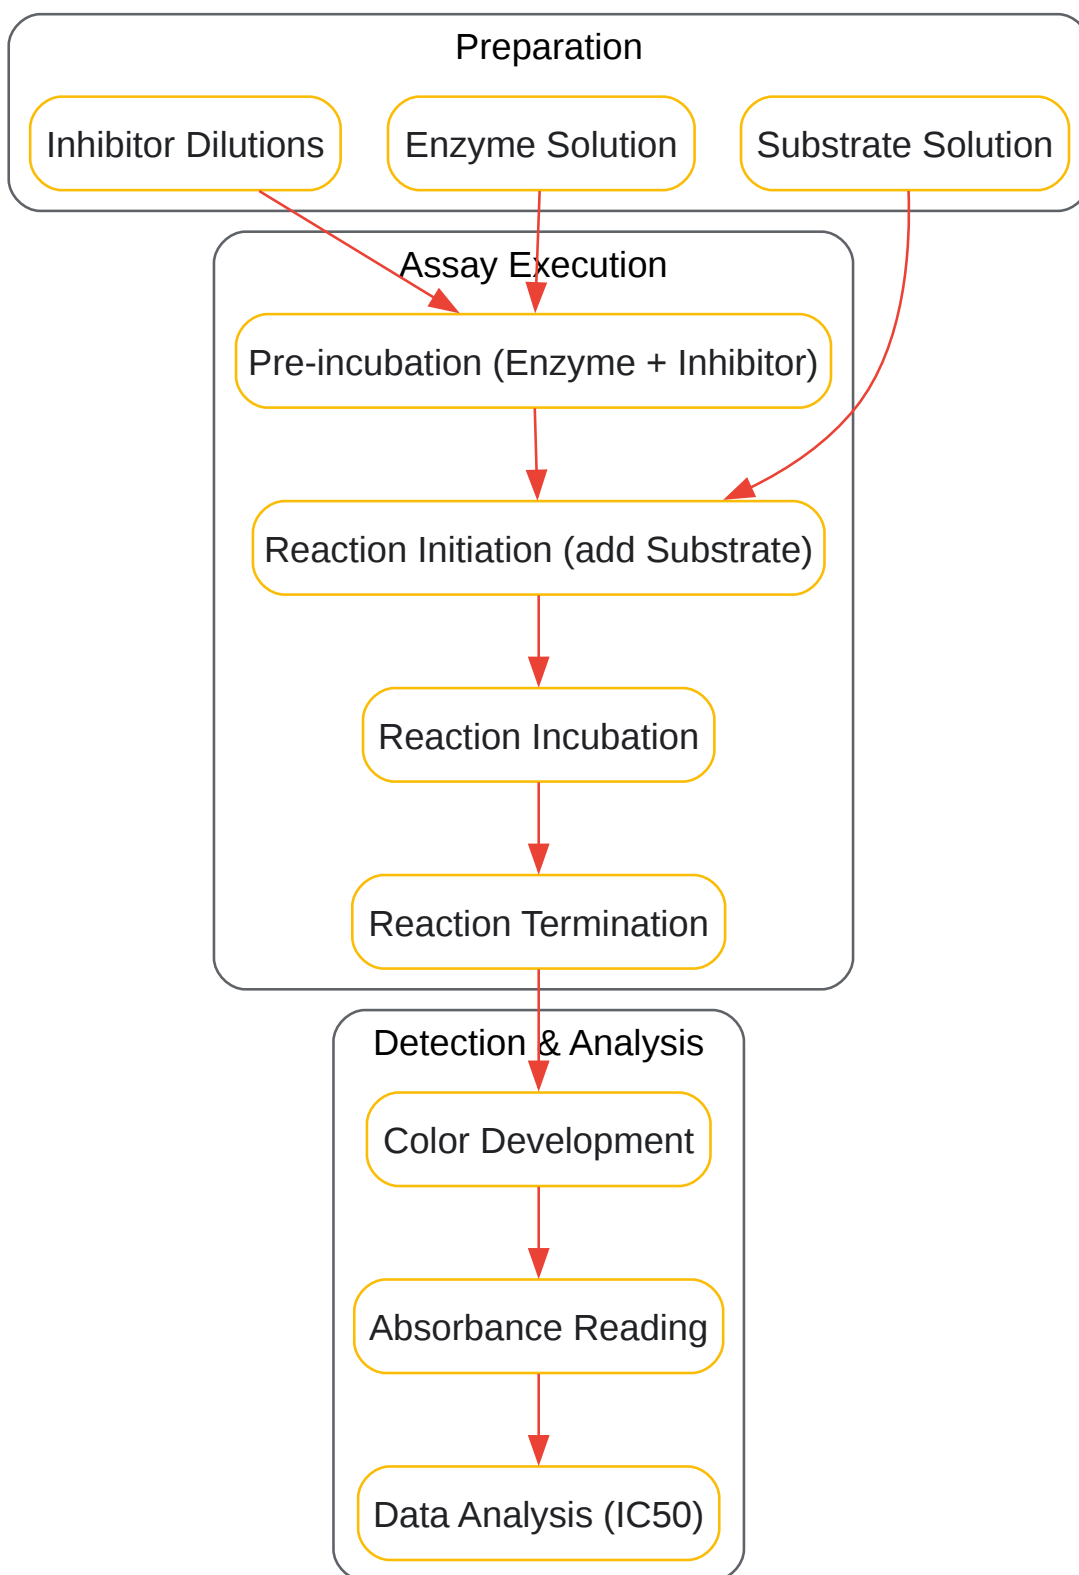 Preparation
Inhibitor Dilutions
Enzyme Solution
Substrate Solution
Assay Execution
Pre-incubation (Enzyme + Inhibitor)
Reaction Initiation (add Substrate)
Reaction Incubation
Reaction Termination
Detection & Analysis
Color Development
Absorbance Reading
Data Analysis (IC50)